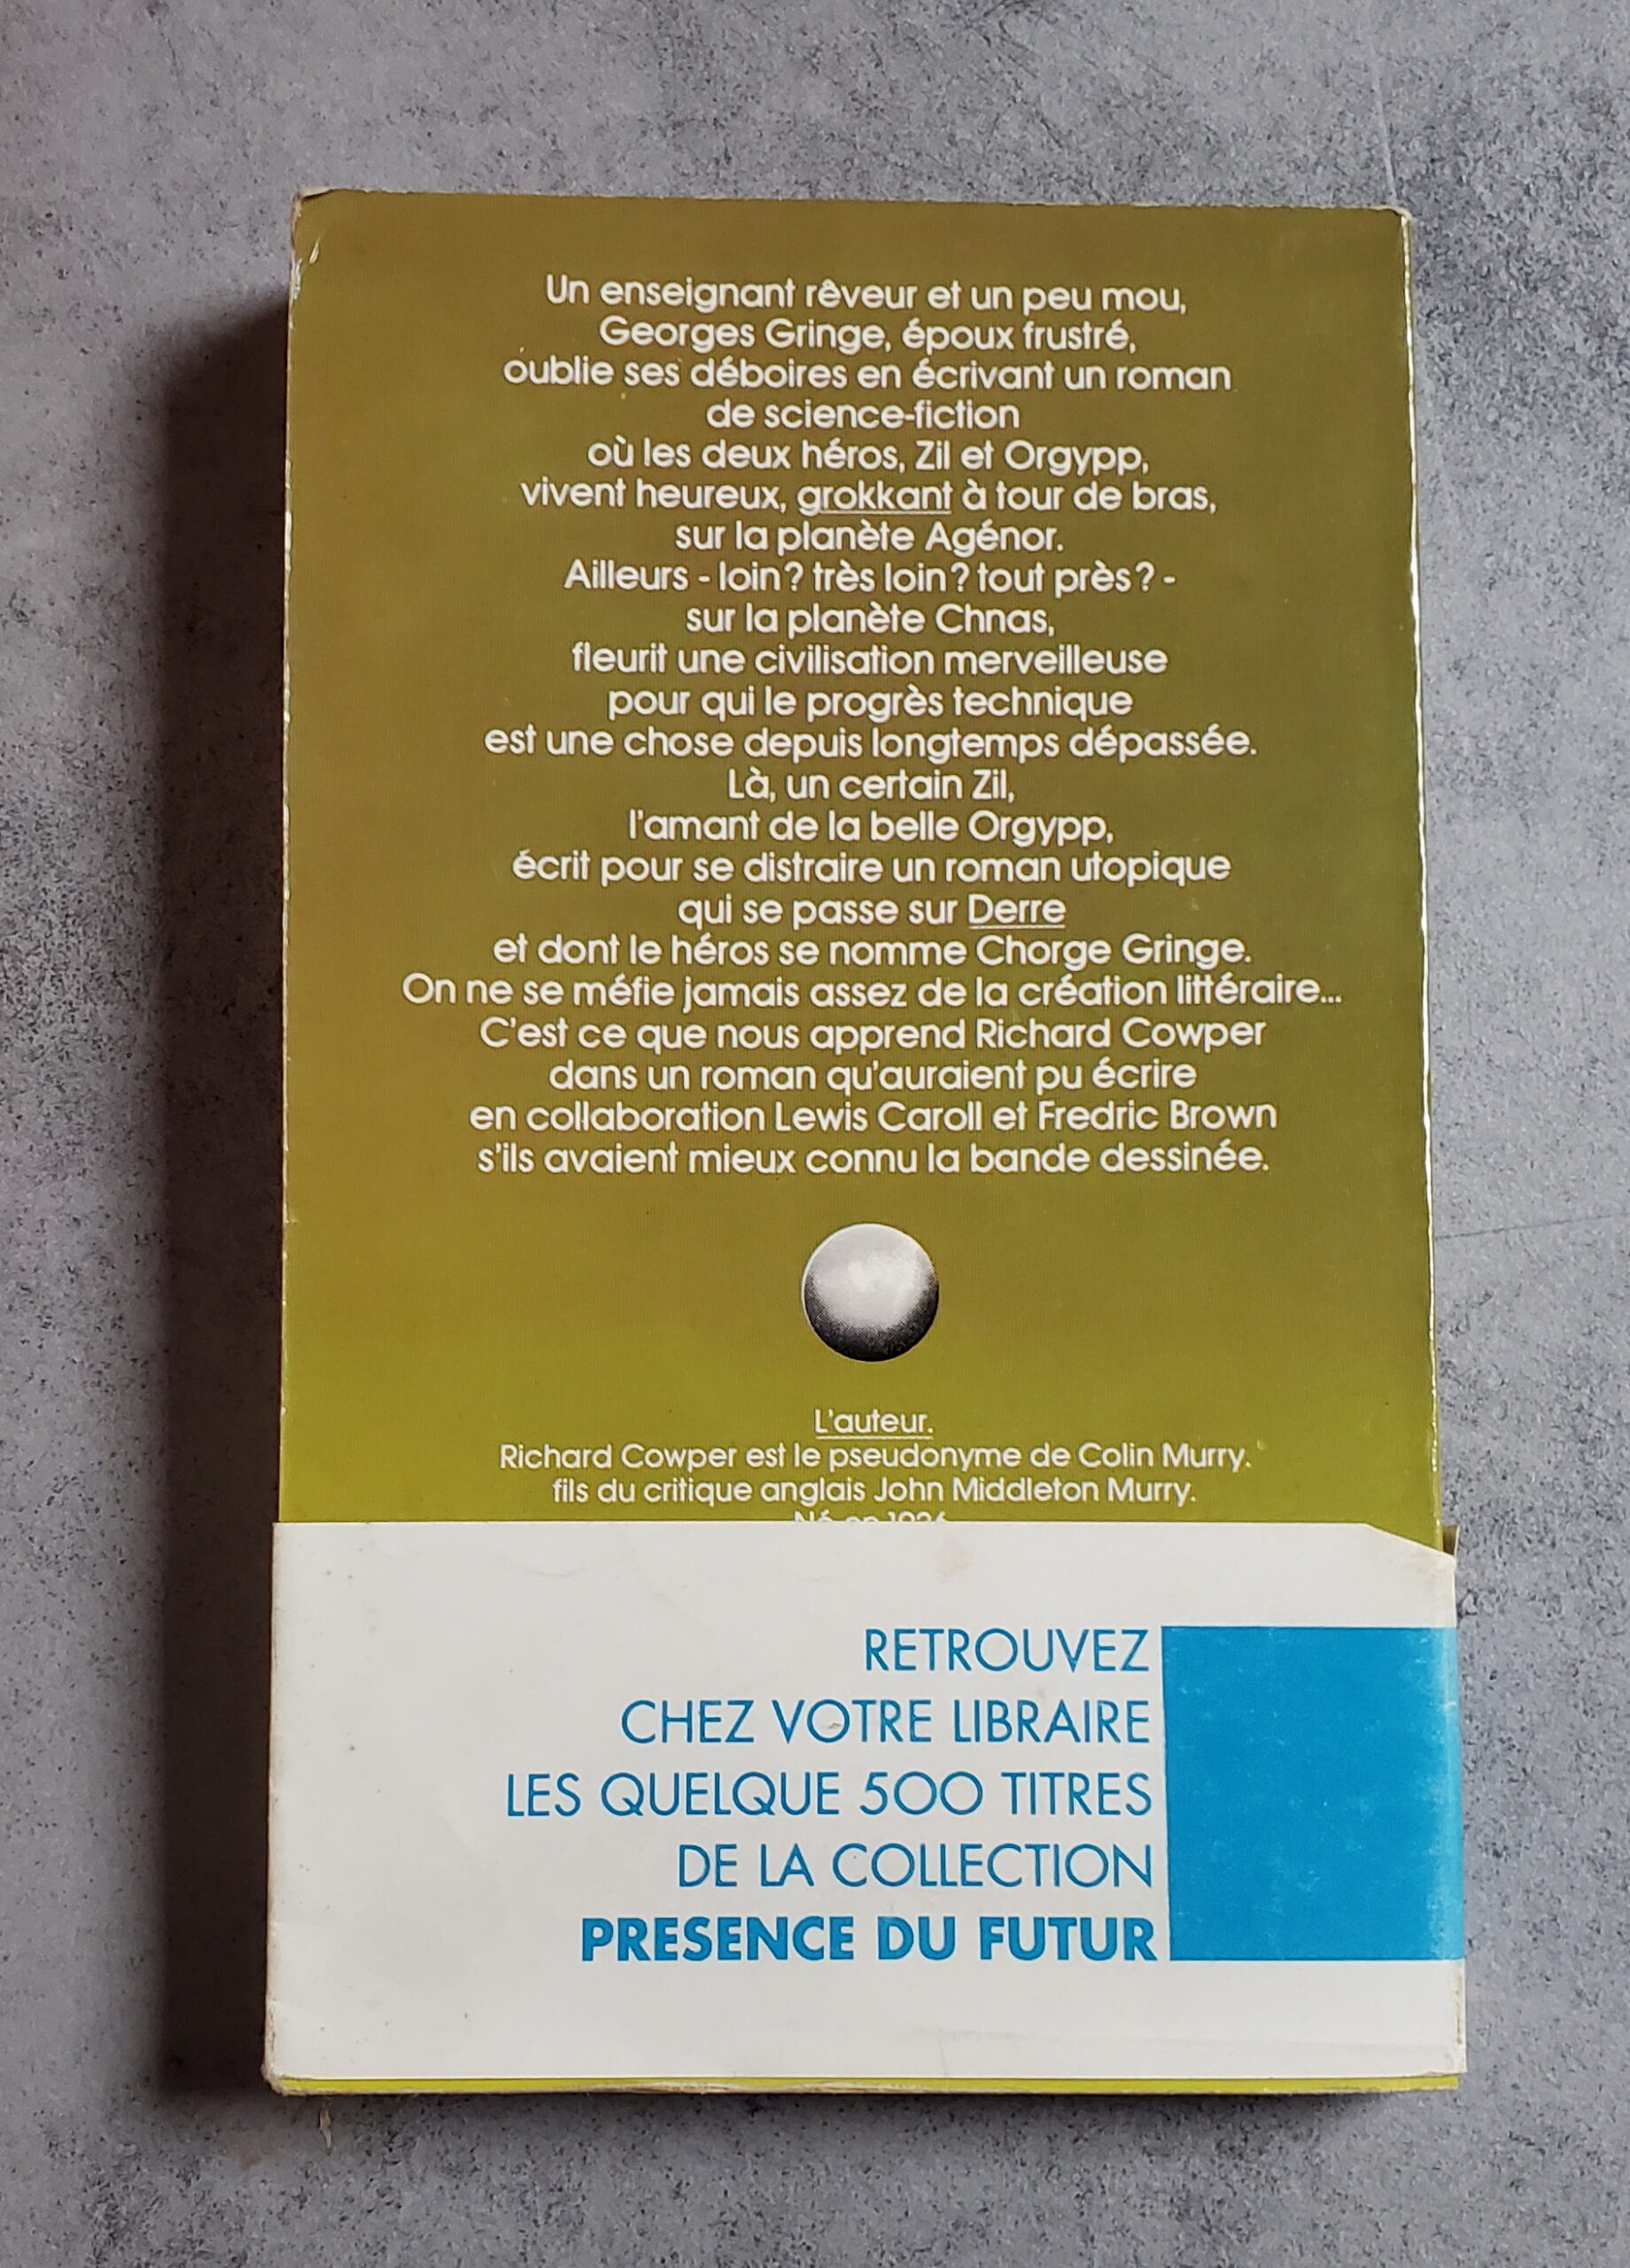 Un enseignant rêveur et un peu mou,
Georges Gringe, époux frustré,
oublie ses déboires en écrivant un roman
de science-fiction
où les deux héros, Zil et Orgypp,
vivent heureux, grokkant à tour de bras,
sur la planète Agénor.
Ailleurs - loin? très loin? tout près? -
sur la planète Chnas,
fleurit une civilisation merveilleuse
pour qui le progrès technique
est une chose depuis longtemps dépassée.
Là, un certain Zil,
l'amant de la belle Orgypp,
écrit pour se distraire un roman utopique
qui se passe sur Derre
et dont le héros se nomme Chorge Gringe.
On ne se méfie jamais assez de la création littéraire...
C'est ce que nous apprend Richard Cowper
dans un roman qu'auraient pu écrire
en collaboration Lewis Caroll et Fredric Brown
s'ils avaient mieux connu la bande dessinée.
L'auteur.
Richard Cowper est le pseudonyme de Colin Murry.
fils du critique anglais John Middleton Murry.
Né en 1926
RETROUVEZ
CHEZ VOTRE LIBRAIRE
LES QUELQUE 500 TITRES
DE LA COLLECTION
PRESENCE DU FUTUR